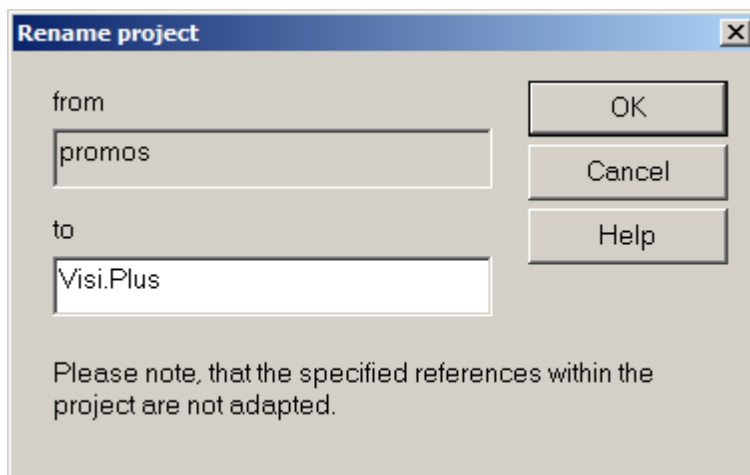 Rename project
from
promos
OK
Cancel
to
Help
Visi.Plus
Please note, that the specified references within the
project are not adapted.